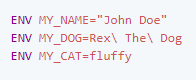 ENV MY_NAME="John Doe"
ENV MY_DOG=Rex\ The\ Dog
ENV MY_CAT=fluffy